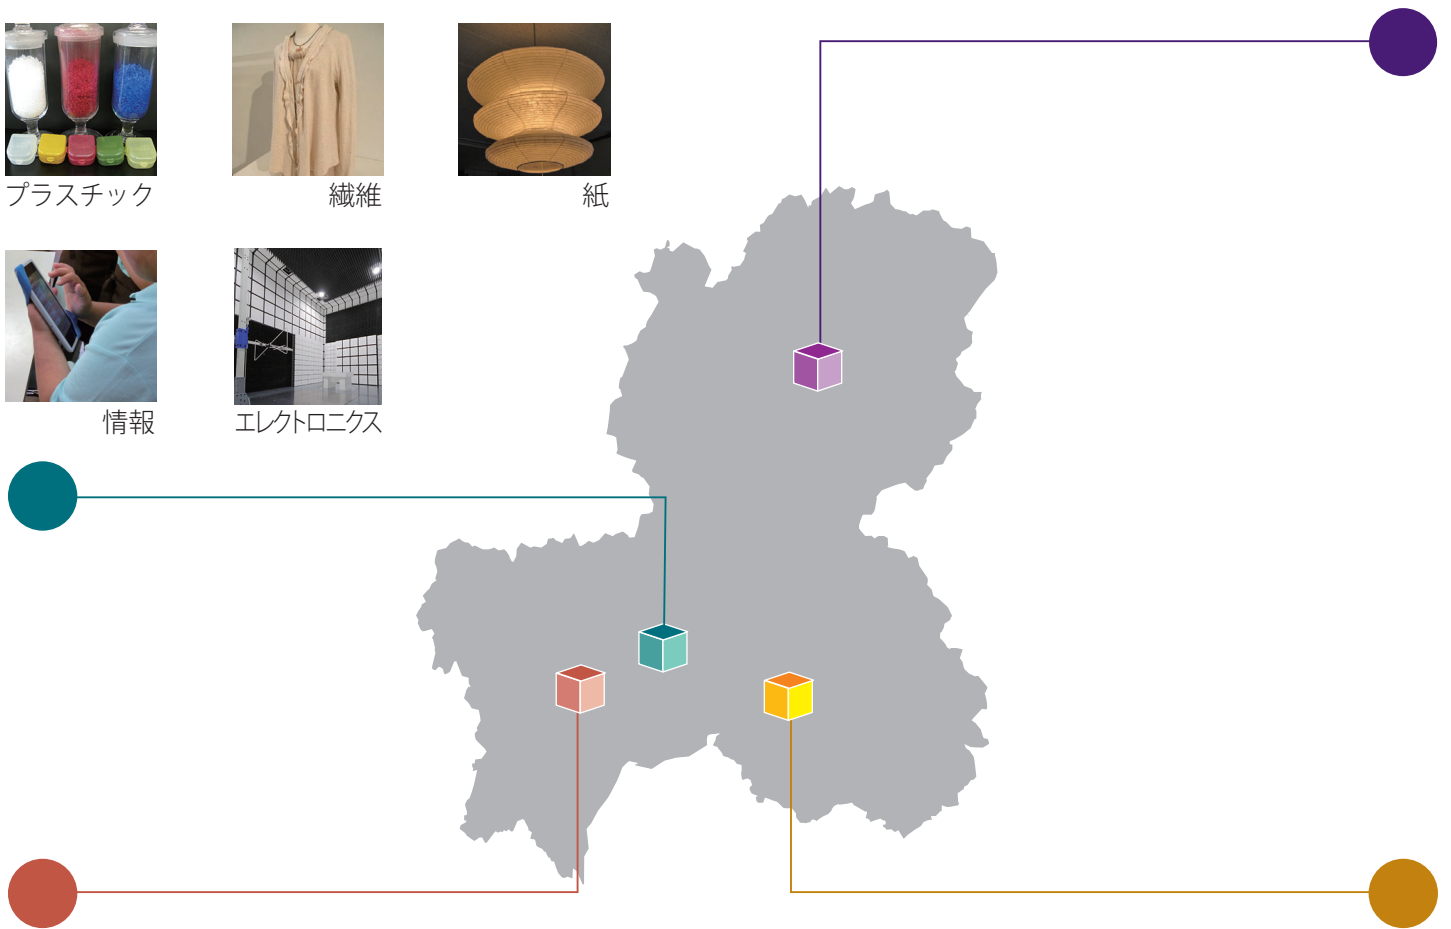 プラスチック
繊維
紙
情報
エレクトロニクス